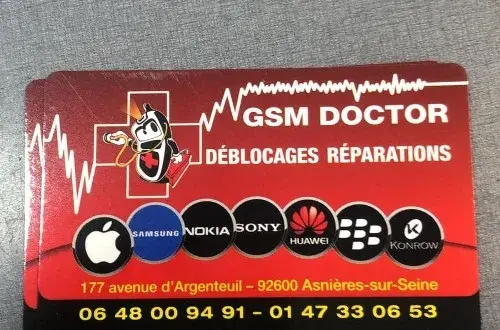 GSM DOCTOR
DÉBLOCAGES RÉPARATIONS
SAMSUNG NOKIA SONY HUAWEI KONROW
177 avenue d'Argenteuil – 92600 Asnières-sur-Seine
06 48 00 94 91 - 01 47 33 06 53